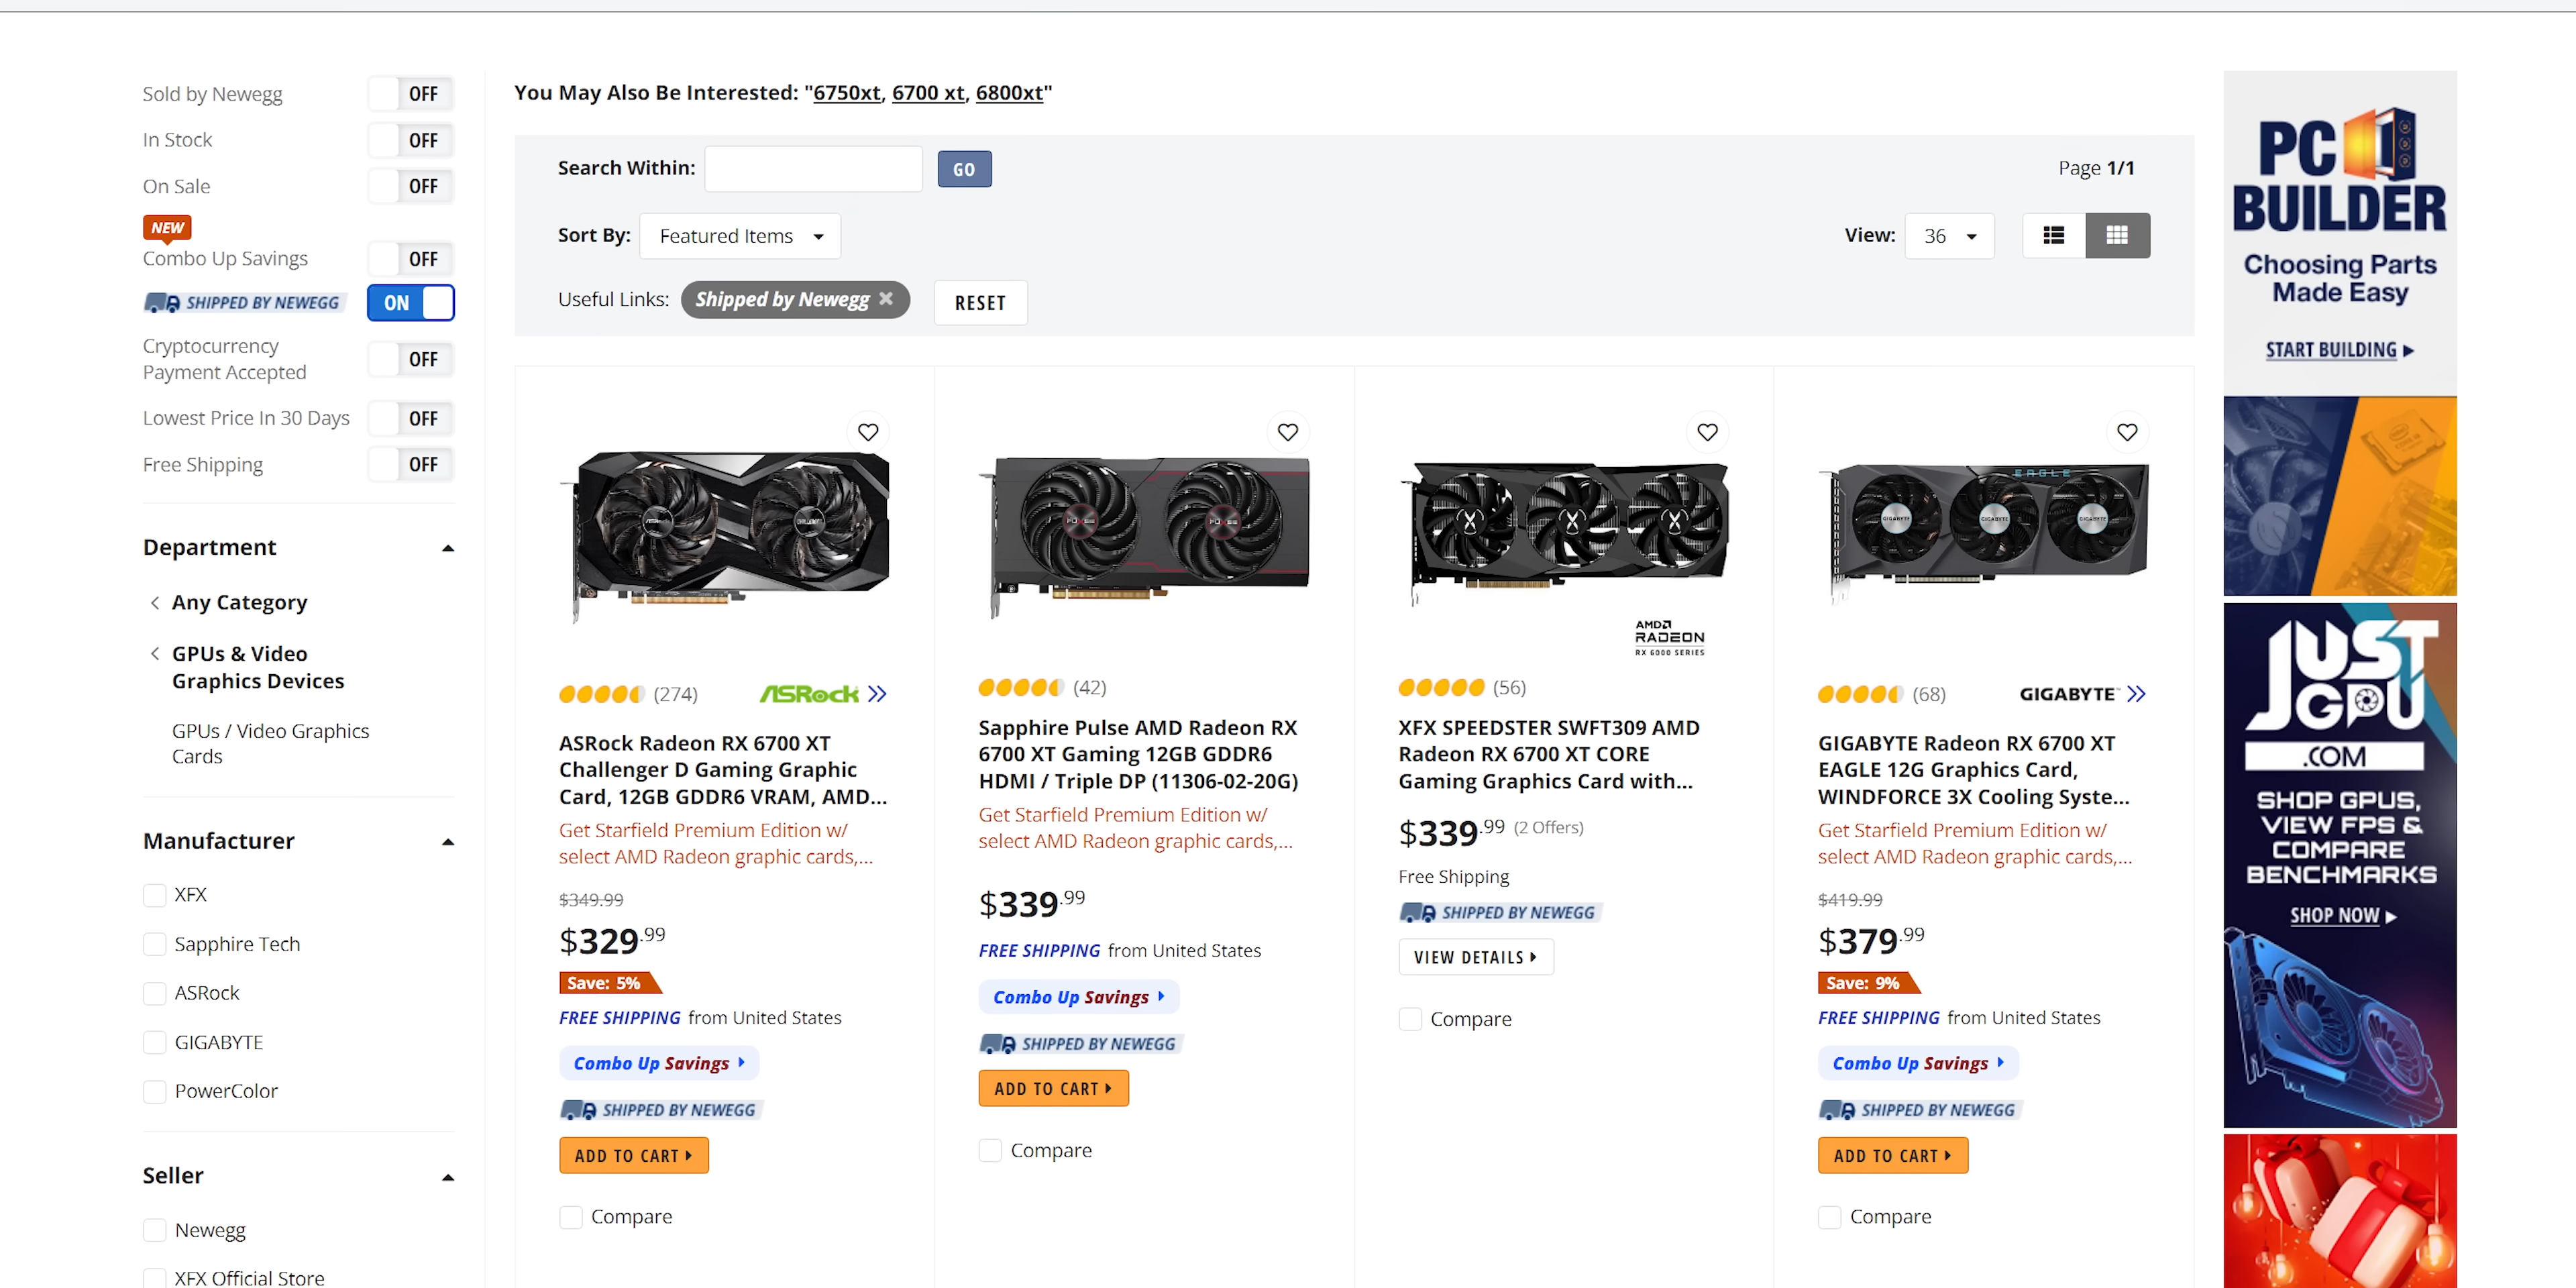 Sold by Newegg
OFF
In Stock
OFF
On Sale
OFF
NEW
Combo Up Savings
OFF
SHIPPED BY NEWEGG
ON
Cryptocurrency
Payment Accepted
OFF
Lowest Price In 30 Days
OFF
Free Shipping
OFF
Department
Any Category
GPUs & Video
Graphics Devices
GPUs / Video Graphics
Cards
Manufacturer
XFX
Sapphire Tech
ASRock
GIGABYTE
PowerColor
Seller
Newegg
XFX Official Store
You May Also Be Interested: "6750xt, 6700 xt, 6800xt"
Search Within:
GO
Page 1/1
Sort By: Featured Items
View: 36
Useful Links: Shipped by Newegg
RESET
ASRock
(274)
ASRock
ASRock Radeon RX 6700 XT
Challenger D Gaming Graphic
Card, 12GB GDDR6 VRAM, AMD...
Get Starfield Premium Edition w/
select AMD Radeon graphic cards,...
$349.99
$329.99
Save: 5%
FREE SHIPPING from United States
Combo Up Savings
SHIPPED BY NEWEGG
ADD TO CART
Compare
(42)
Sapphire Pulse AMD Radeon RX
6700 XT Gaming 12GB GDDR6
HDMI / Triple DP (11306-02-20G)
Get Starfield Premium Edition w/
select AMD Radeon graphic cards,...
$339.99
FREE SHIPPING from United States
Combo Up Savings
SHIPPED BY NEWEGG
ADD TO CART
Compare
AMD
RADEON
RX 6000 SERIES
(56)
XFX SPEEDSTER SWFT309 AMD
Radeon RX 6700 XT CORE
Gaming Graphics Card with...
$339.99 (2 Offers)
Free Shipping
SHIPPED BY NEWEGG
VIEW DETAILS
Compare
EAGLE
GIGABYTE
GIGABYTE
GIGABYTE
(68)
GIGABYTE
GIGABYTE Radeon RX 6700 XT
EAGLE 12G Graphics Card,
WINDFORCE 3X Cooling Syste...
Get Starfield Premium Edition w/
select AMD Radeon graphic cards,...
$419.99
$379.99
Save: 9%
FREE SHIPPING from United States
Combo Up Savings
SHIPPED BY NEWEGG
ADD TO CART
Compare
PC
BUILDER
Choosing Parts
Made Easy
START BUILDING
JUST
GPU
.COM
SHOP GPUS,
VIEW FPS &
COMPARE
BENCHMARKS
SHOP NOW